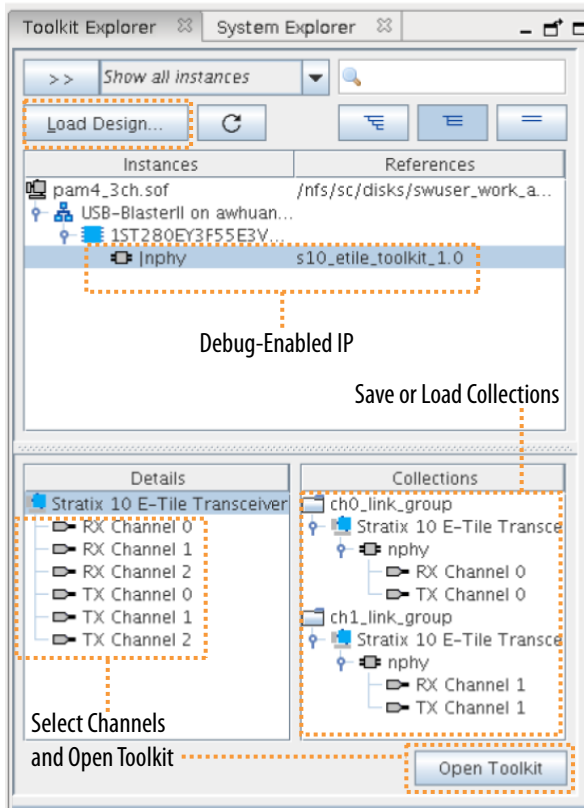 Toolkit Explorer System Explorer
>> Show all instances
Load Design...
Instances References
pam4_3ch.sof /nfs/sc/disks/swuser_work_a...
USB-BlasterII on awhuan...
1ST280EY3F55E3V...
|nphy s10_etile_toolkit_1.0
Debug-Enabled IP
Save or Load Collections
Details
Stratix 10 E-Tile Transceiver
RX Channel 0
RX Channel 1
RX Channel 2
TX Channel 0
TX Channel 1
TX Channel 2
Collections
ch0_link_group
Stratix 10 E-Tile Transce
nphy
RX Channel 0
TX Channel 0
ch1_link_group
Stratix 10 E-Tile Transce
nphy
RX Channel 1
TX Channel 1
Select Channels
and Open Toolkit
Open Toolkit